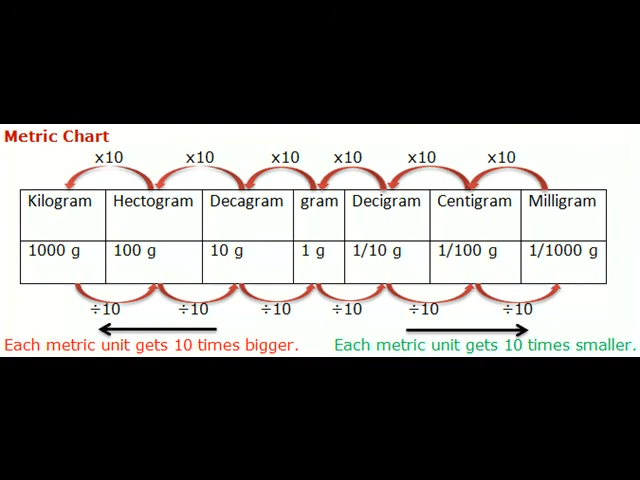 Metric Chart
x10 x10 x10 x10 x10 x10
Kilogram Hectogram Decagram gram Decigram Centigram Milligram
1000 g 100 g 10 g 1 g 1/10 g 1/100 g 1/1000 g
÷10 ÷10 ÷10 ÷10 ÷10 ÷10
Each metric unit gets 10 times bigger. Each metric unit gets 10 times smaller.